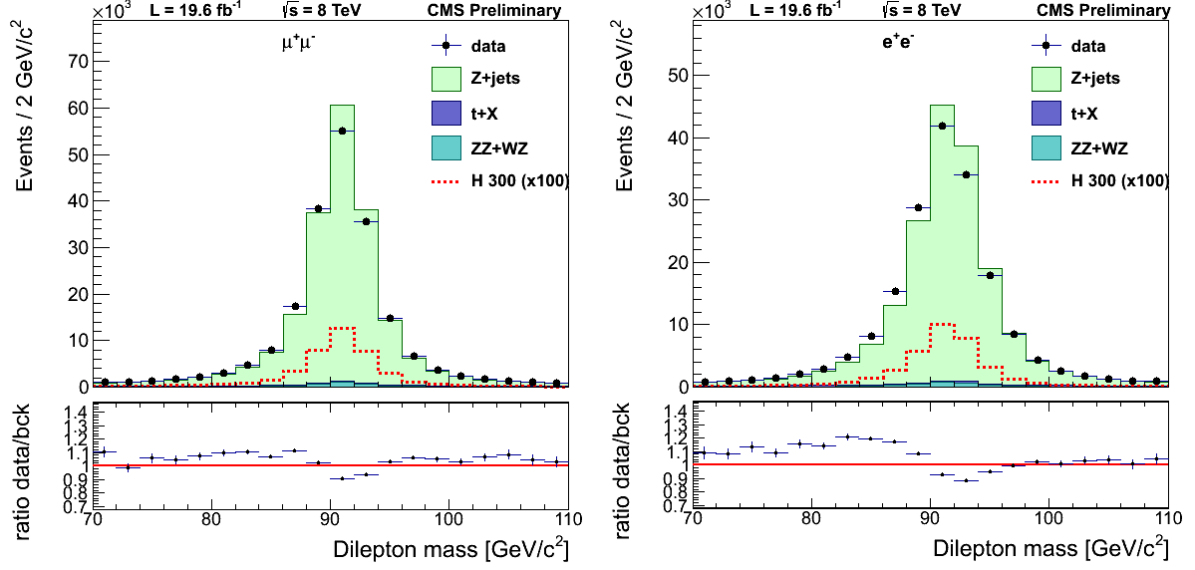 ×10³ L = 19.6 fb⁻¹ √s = 8 TeV CMS Preliminary
μ⁺μ⁻
data
Z+jets
t+X
ZZ+WZ
H 300 (x100)
Events / 2 GeV/c²
70
60
50
40
30
20
10
0
ratio data/bck
1.4
1.3
1.2
1.1
1
0.9
0.8
0.7
70 80 90 100 110
Dilepton mass [GeV/c²]
×10³ L = 19.6 fb⁻¹ √s = 8 TeV CMS Preliminary
e⁺e⁻
data
Z+jets
t+X
ZZ+WZ
H 300 (x100)
Events / 2 GeV/c²
50
40
30
20
10
0
ratio data/bck
1.4
1.3
1.2
1.1
1
0.9
0.8
0.7
70 80 90 100 110
Dilepton mass [GeV/c²]